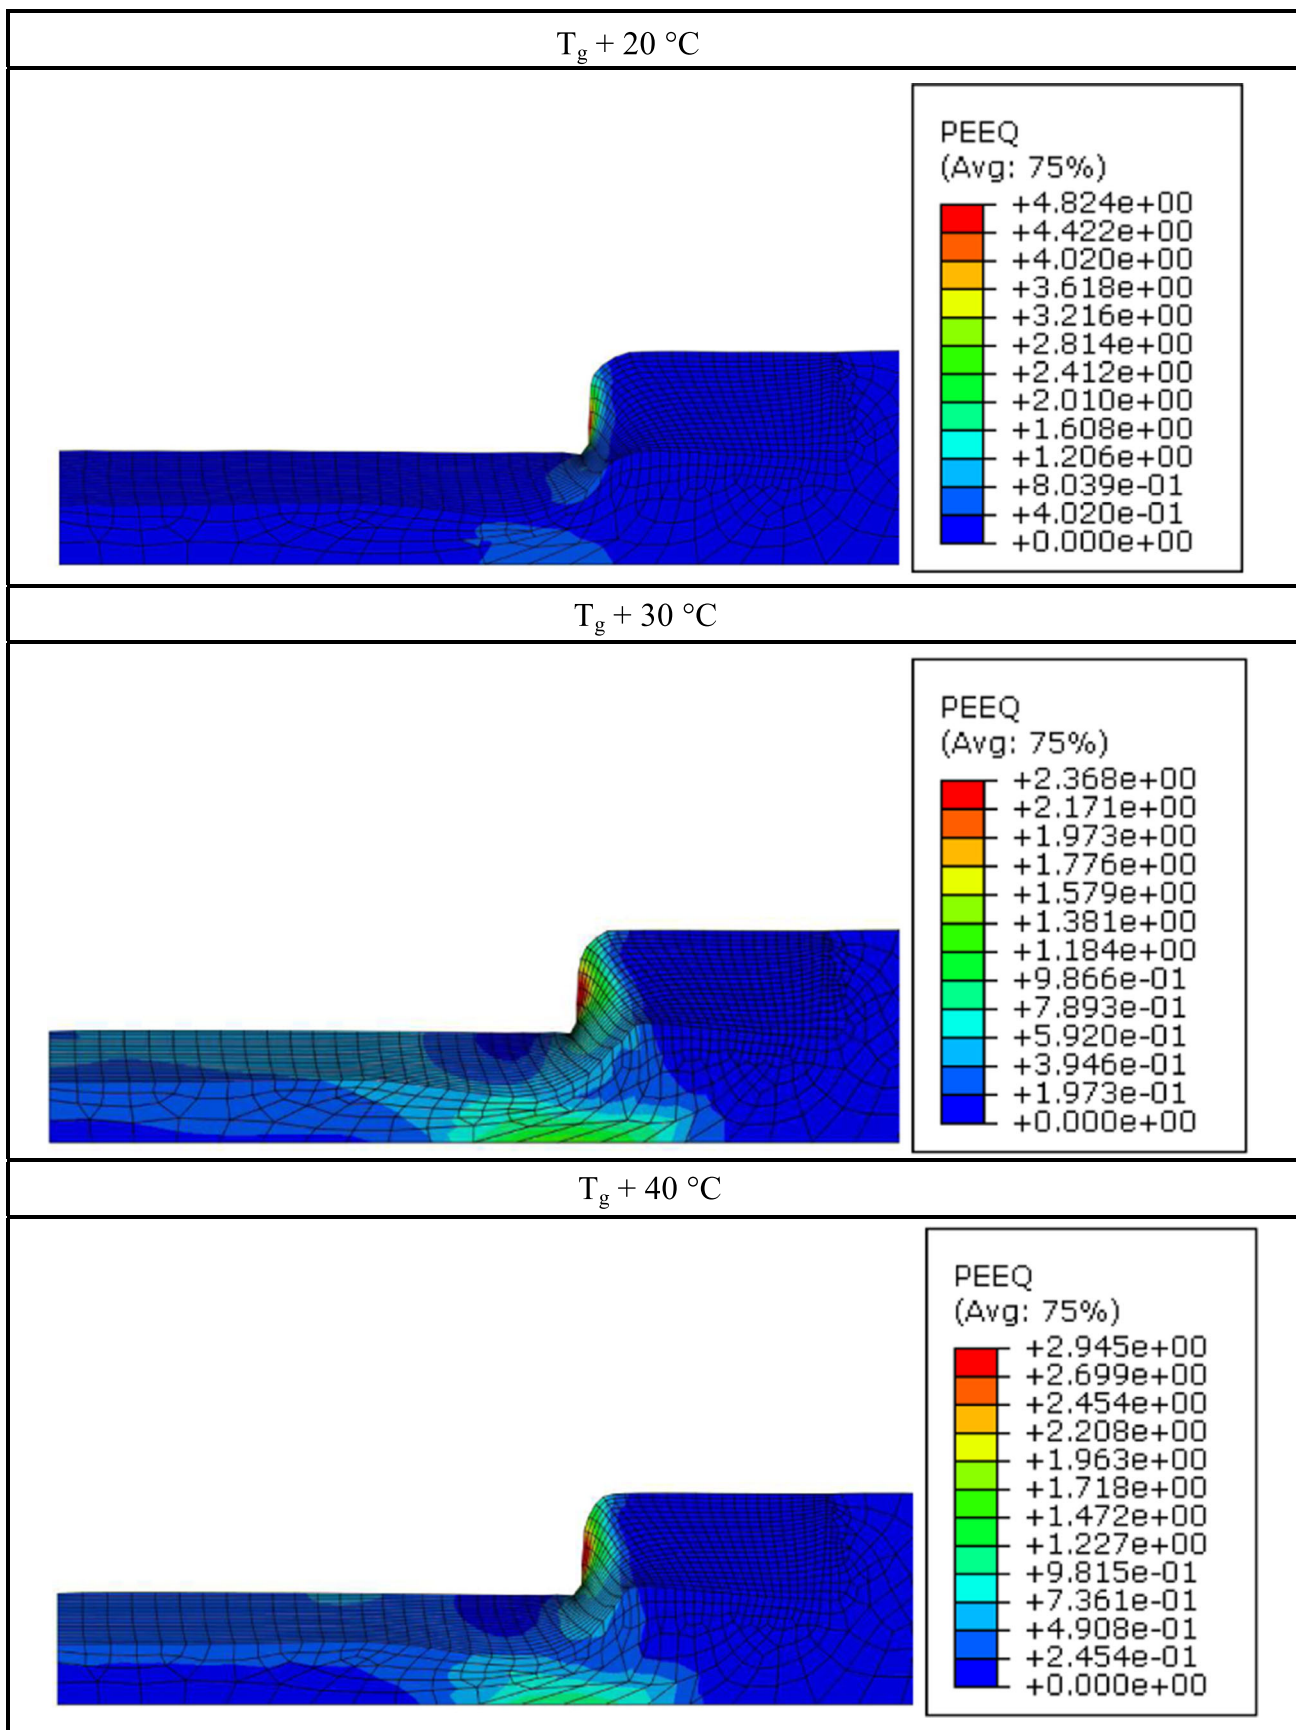 T_g + 20 °C
PEEQ
(Avg: 75%)
+4.824e+00
+4.422e+00
+4.020e+00
+3.618e+00
+3.216e+00
+2.814e+00
+2.412e+00
+2.010e+00
+1.608e+00
+1.206e+00
+8.039e-01
+4.020e-01
+0.000e+00
T_g + 30 °C
PEEQ
(Avg: 75%)
+2.368e+00
+2.171e+00
+1.973e+00
+1.776e+00
+1.579e+00
+1.381e+00
+1.184e+00
+9.866e-01
+7.893e-01
+5.920e-01
+3.946e-01
+1.973e-01
+0.000e+00
T_g + 40 °C
PEEQ
(Avg: 75%)
+2.945e+00
+2.699e+00
+2.454e+00
+2.208e+00
+1.963e+00
+1.718e+00
+1.472e+00
+1.227e+00
+9.815e-01
+7.361e-01
+4.908e-01
+2.454e-01
+0.000e+00